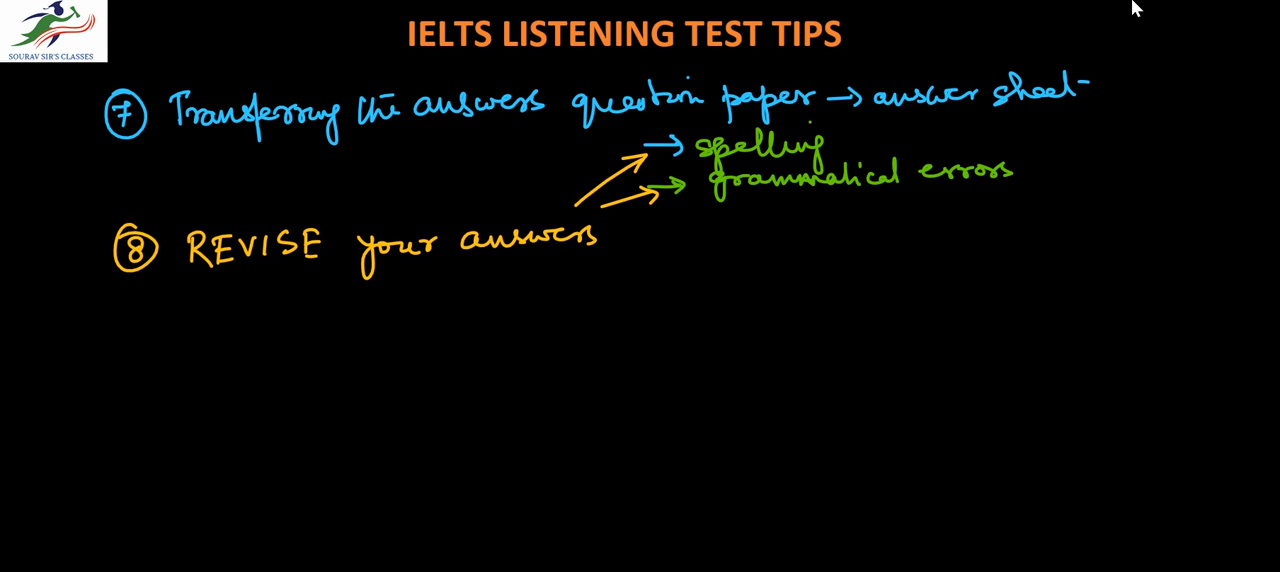 SOURAV SIR'S CLASSES
IELTS LISTENING TEST TIPS
7 Transferring the answers question paper → answer sheet
→ spelling
→ grammatical errors
8 REVISE your answers